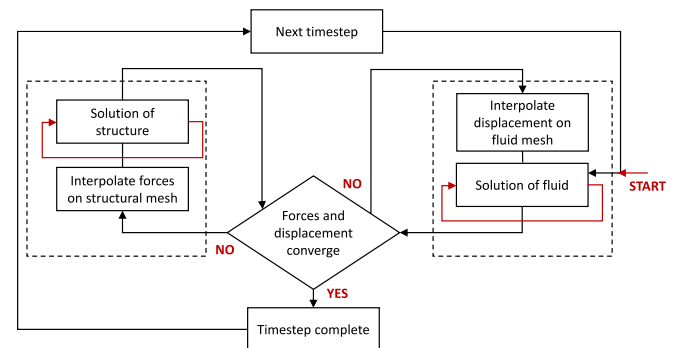 Next timestep
Solution of
structure
Interpolate forces
on structural mesh
Interpolate
displacement on
fluid mesh
Solution of fluid
START
NO
Forces and
displacement
converge
NO
YES
Timestep complete